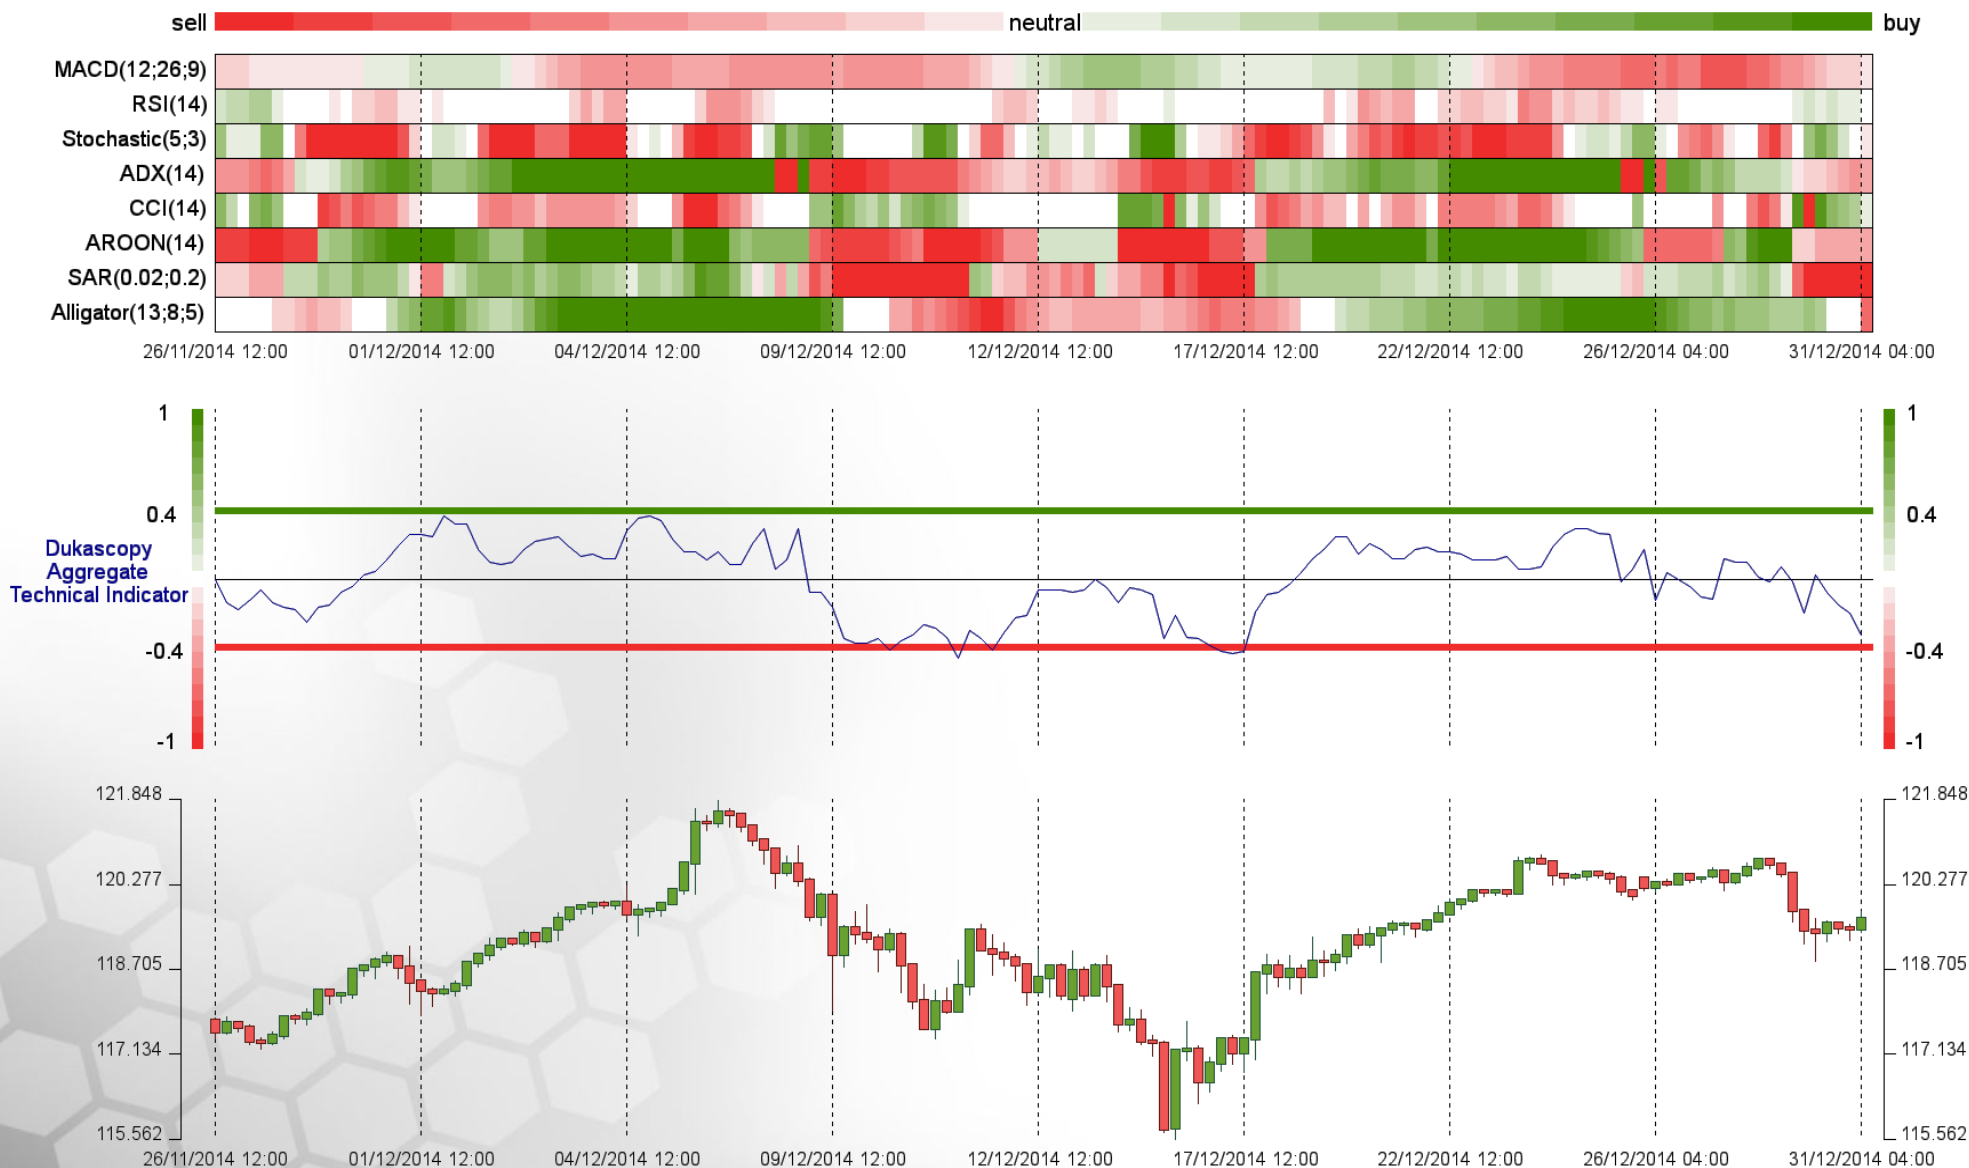 sell neutral buy
MACD(12;26;9)
RSI(14)
Stochastic(5;3)
ADX(14)
CCI(14)
AROON(14)
SAR(0.02;0.2)
Alligator(13;8;5)
26/11/2014 12:00 01/12/2014 12:00 04/12/2014 12:00 09/12/2014 12:00 12/12/2014 12:00 17/12/2014 12:00 22/12/2014 12:00 26/12/2014 04:00 31/12/2014 04:00
1 1
0.4 0.4
Dukascopy
Aggregate
Technical Indicator
-0.4 -0.4
-1 -1
121.848 121.848
120.277 120.277
118.705 118.705
117.134 117.134
115.562 115.562
26/11/2014 12:00 01/12/2014 12:00 04/12/2014 12:00 09/12/2014 12:00 12/12/2014 12:00 17/12/2014 12:00 22/12/2014 12:00 26/12/2014 04:00 31/12/2014 04:00